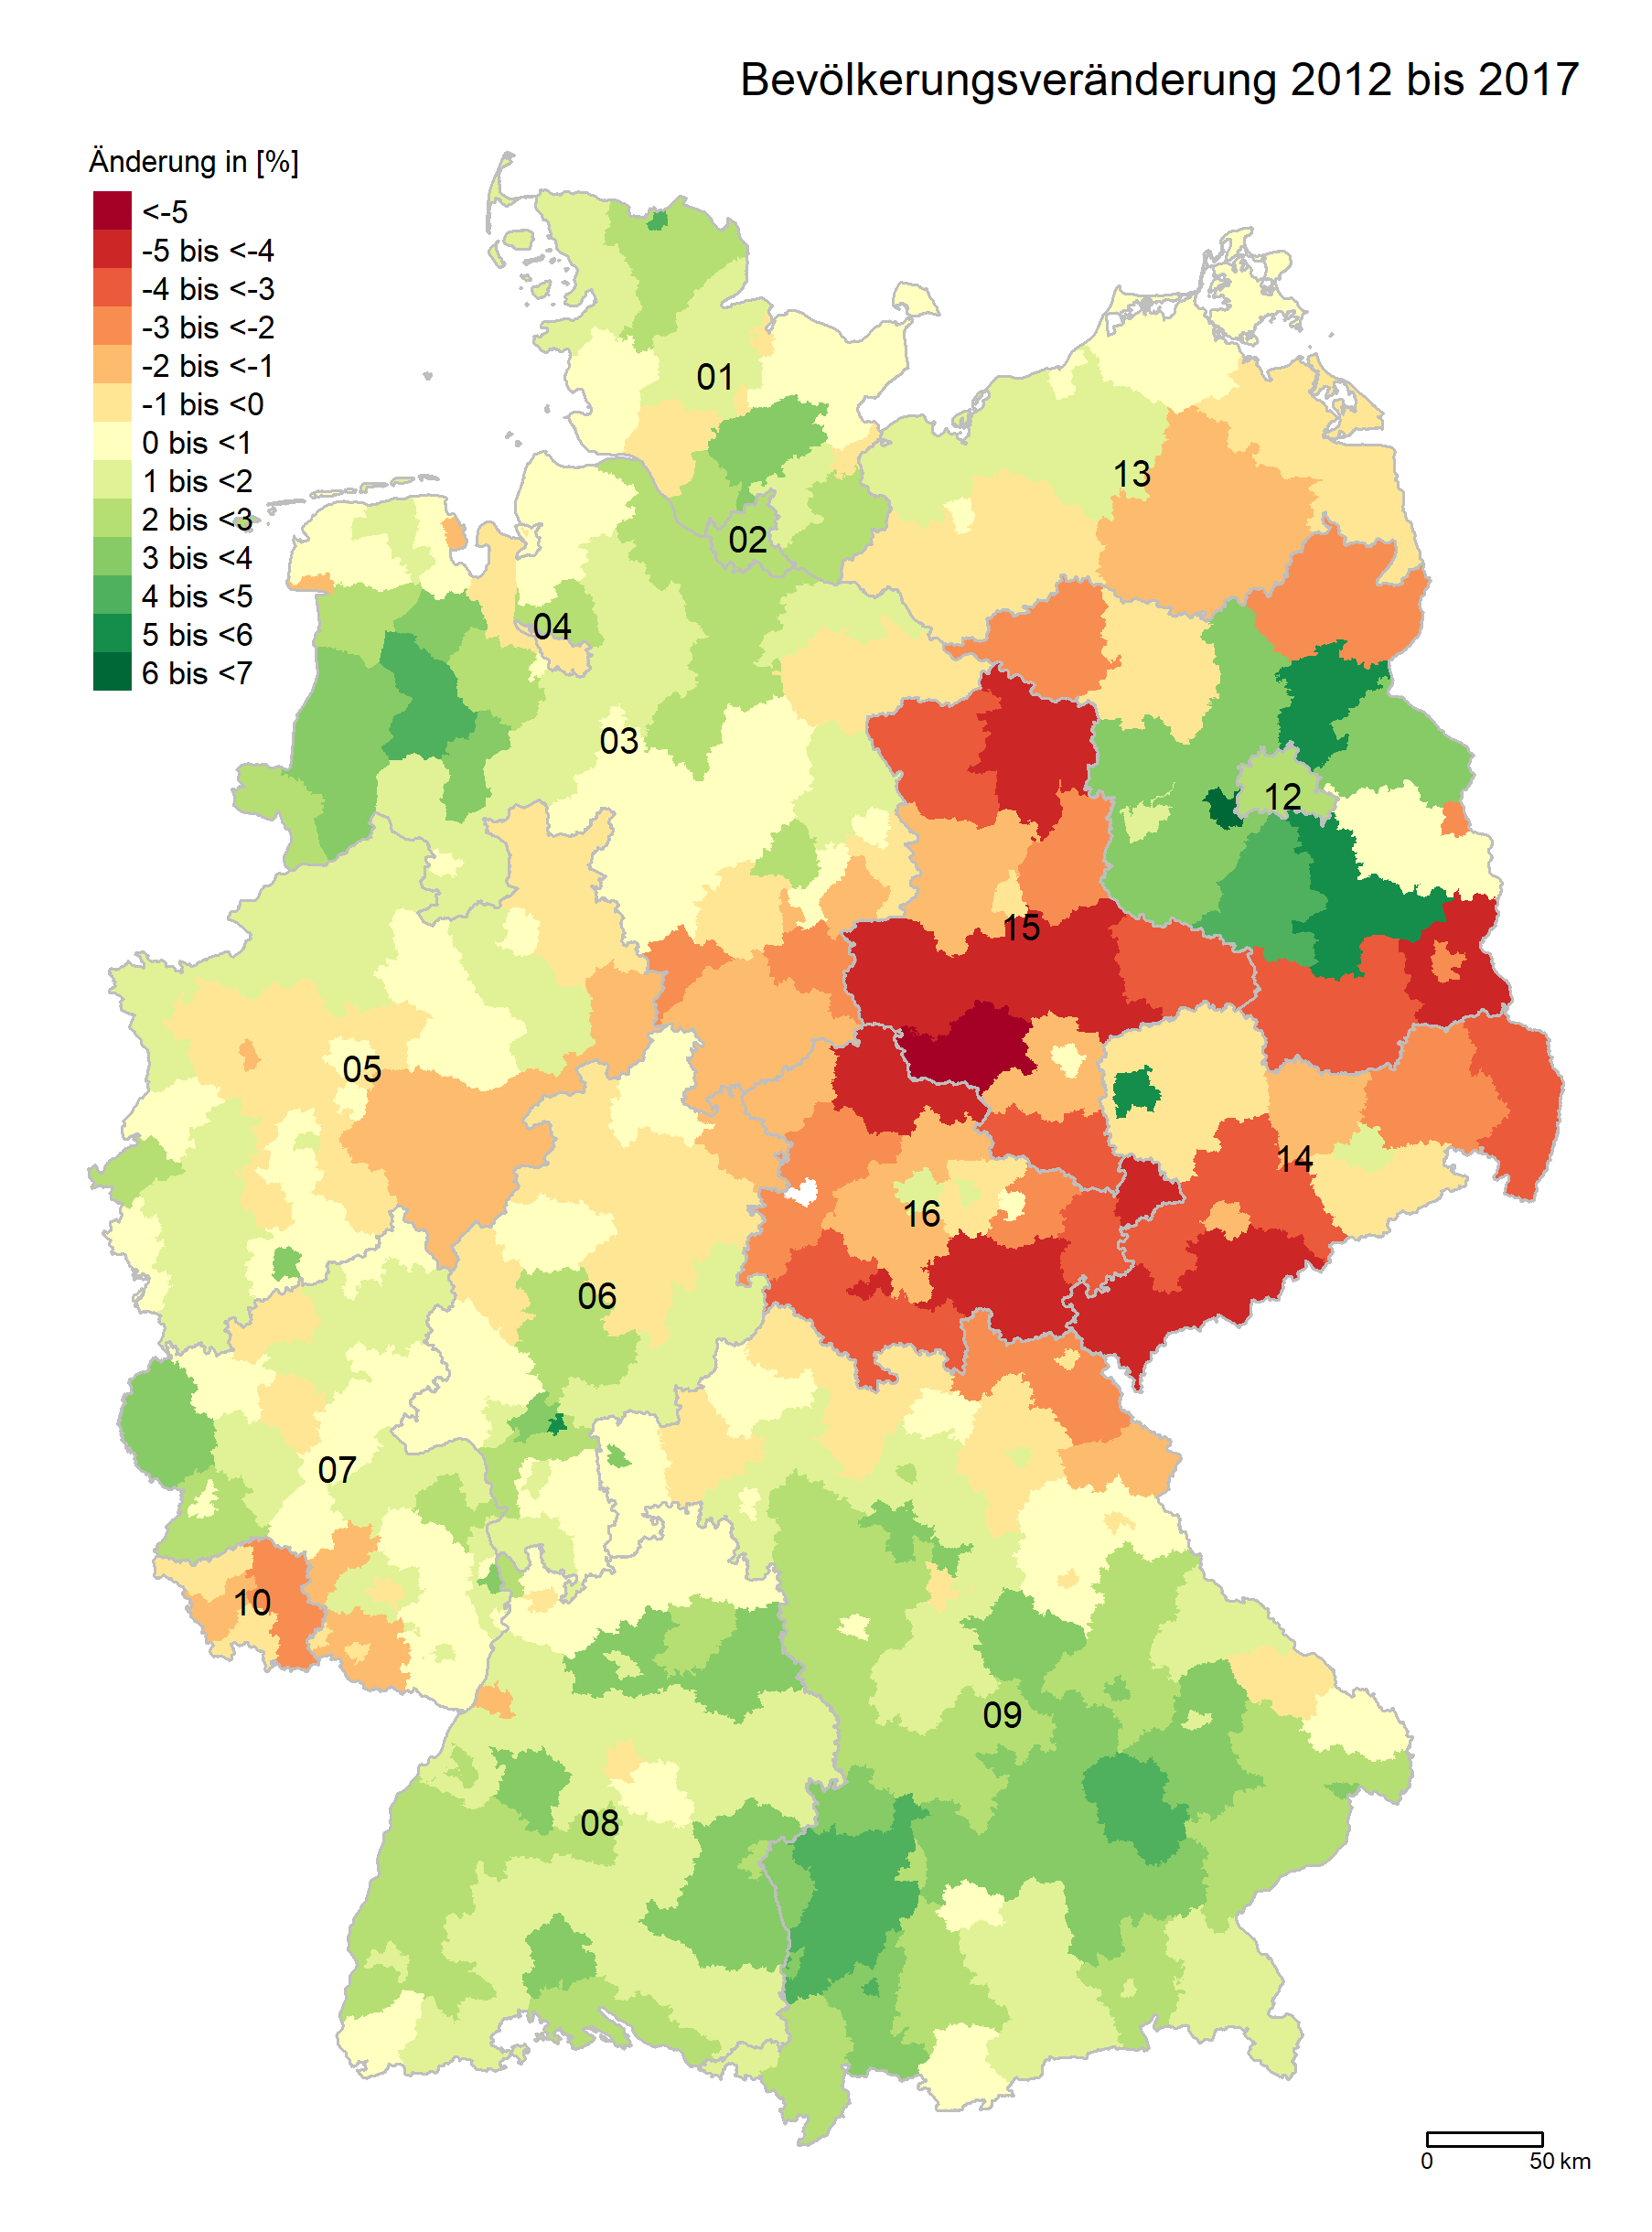 Bevölkerungsveränderung 2012 bis 2017
Änderung in [%]
<-5
-5 bis <-4
-4 bis <-3
-3 bis <-2
-2 bis <-1
-1 bis <0
0 bis <1
1 bis <2
2 bis <3
3 bis <4
4 bis <5
5 bis <6
6 bis <7
01
13
02
04
03
12
15
05
14
16
06
07
10
09
08
0 50 km